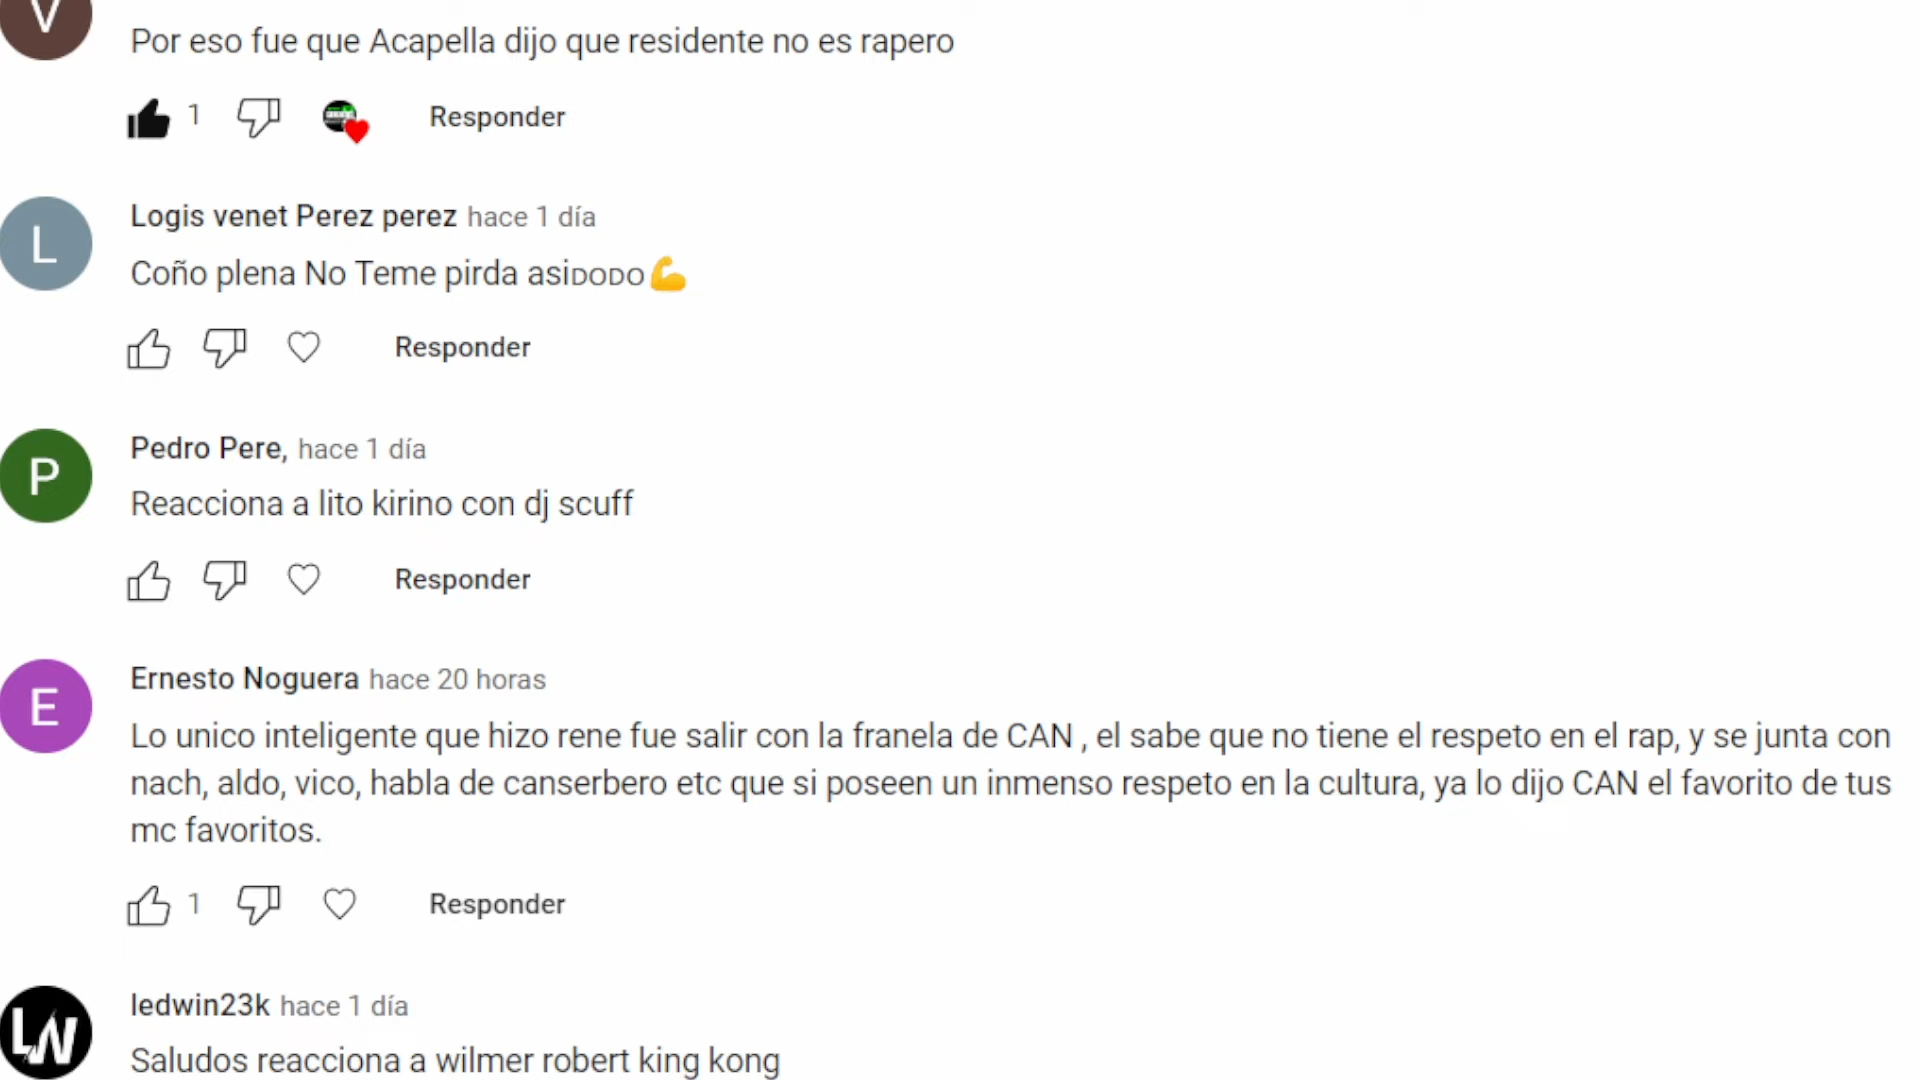 V
Por eso fue que Acapella dijo que residente no es rapero
1 Responder
L
Logis venet Perez perez hace 1 día
Coño plena No Teme pirda asiᴅᴏᴅᴏ💪
Responder
P
Pedro Pere, hace 1 día
Reacciona a lito kirino con dj scuff
Responder
E
Ernesto Noguera hace 20 horas
Lo unico inteligente que hizo rene fue salir con la franela de CAN , el sabe que no tiene el respeto en el rap, y se junta con
nach, aldo, vico, habla de canserbero etc que si poseen un inmenso respeto en la cultura, ya lo dijo CAN el favorito de tus
mc favoritos.
1 Responder
LW
ledwin23k hace 1 día
Saludos reacciona a wilmer robert king kong